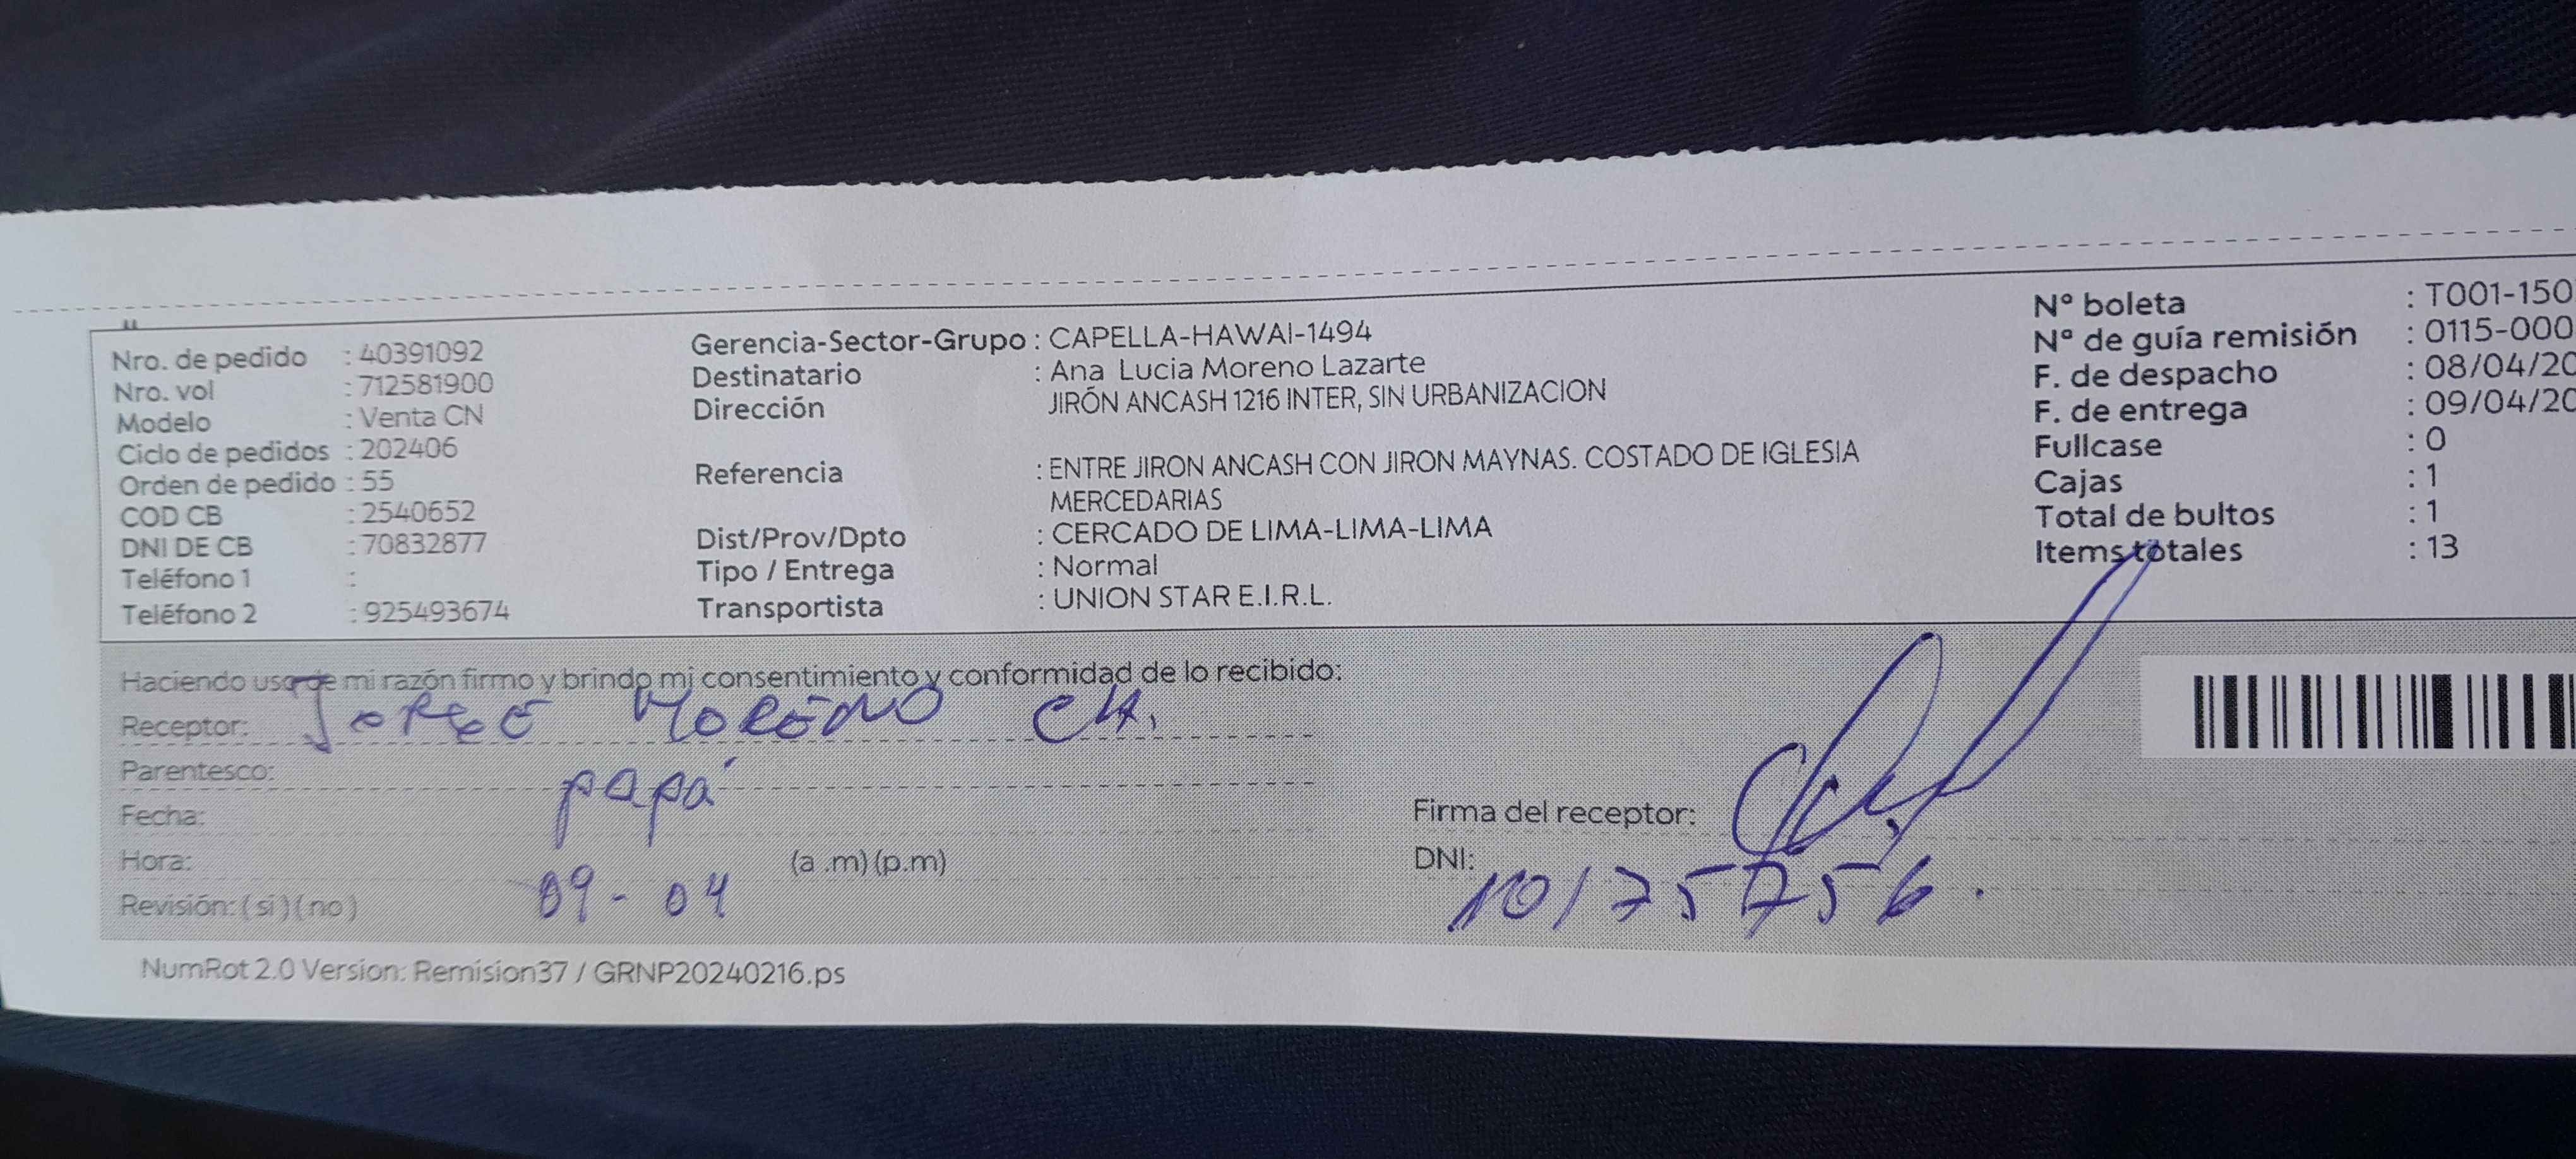 Nro. de pedido : 40391092
Nro. vol : 712581900
Modelo : Venta CN
Ciclo de pedidos : 202406
Orden de pedido : 55
COD CB : 2540652
DNI DE CB : 70832877
Teléfono 1 :
Teléfono 2 : 925493674
Gerencia-Sector-Grupo : CAPELLA-HAWAI-1494
Destinatario : Ana Lucia Moreno Lazarte
Dirección JIRÓN ANCASH 1216 INTER, SIN URBANIZACION
Referencia : ENTRE JIRON ANCASH CON JIRON MAYNAS. COSTADO DE IGLESIA
MERCEDARIAS
Dist/Prov/Dpto : CERCADO DE LIMA-LIMA-LIMA
Tipo / Entrega : Normal
Transportista : UNION STAR E.I.R.L.
Nº boleta : T001-150
Nº de guía remisión : 0115-000
F. de despacho : 08/04/20
F. de entrega : 09/04/20
Fullcase : 0
Cajas : 1
Total de bultos : 1
Items totales : 13
Haciendo uso de mi razón firmo y brindo mi consentimiento y conformidad de lo recibido:
Receptor: JORGE MORENO CH.
Parentesco: papá
Fecha:
Hora: (a .m) (p.m)
09-04
Revisión: ( si ) ( no )
Firma del receptor:
DNI: 10175756.
NumRot 2.0 Version: Remision37 / GRNP20240216.ps